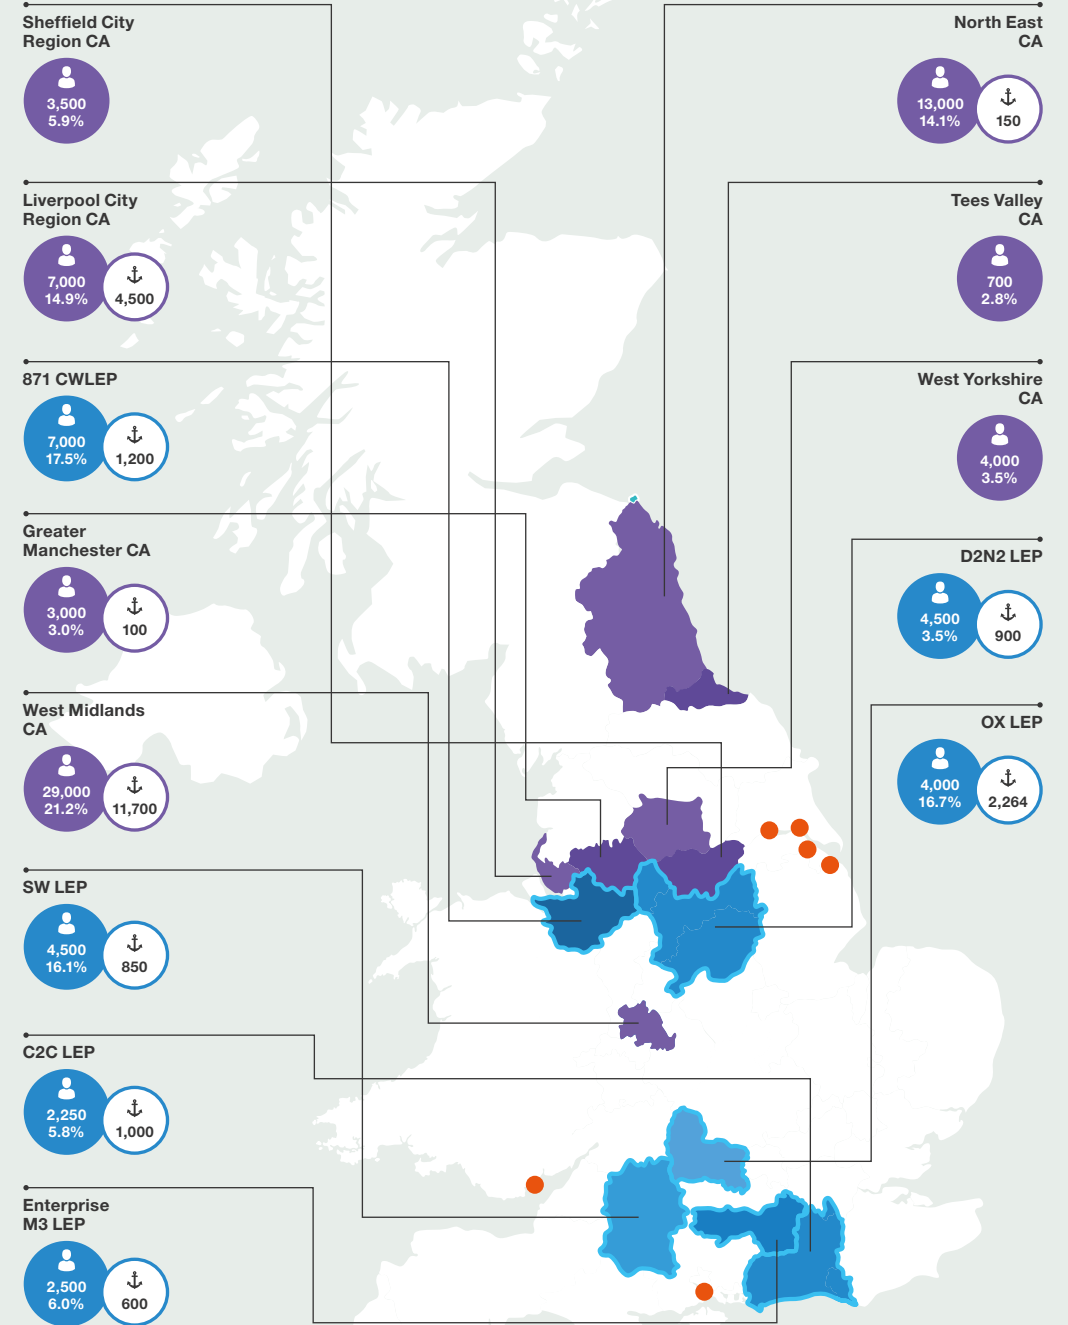 Sheffield City
Region CA
3,500
5.9%
Liverpool City
Region CA
7,000
14.9%
4,500
871 CWLEP
7,000
17.5%
1,200
Greater
Manchester CA
3,000
3.0%
100
West Midlands
CA
29,000
21.2%
11,700
SW LEP
4,500
16.1%
850
C2C LEP
2,250
5.8%
1,000
Enterprise
M3 LEP
2,500
6.0%
600
North East
CA
13,000
14.1%
150
Tees Valley
CA
700
2.8%
West Yorkshire
CA
4,000
3.5%
D2N2 LEP
4,500
3.5%
900
OX LEP
4,000
16.7%
2,264